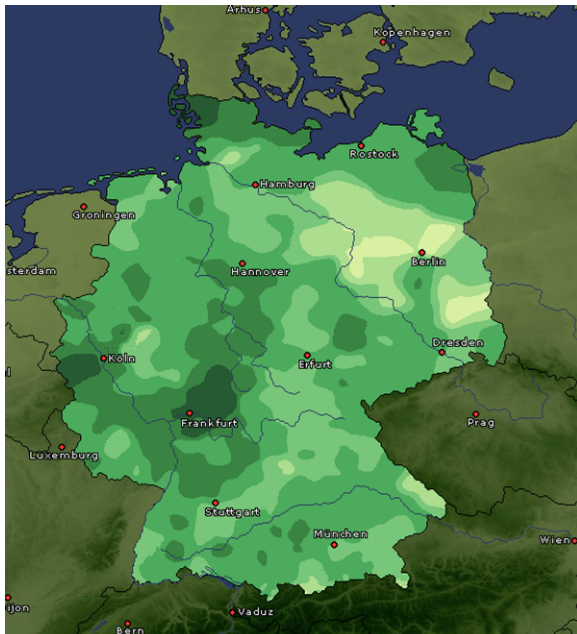 Århus
Kopenhagen
Rostock
Hamburg
Groningen
Berlin
Hannover
sterdam
Dresden
Köln
Erfurt
Frankfurt
Prag
Luxemburg
Stuttgart
München
Wien
ijon
Vaduz
Bern